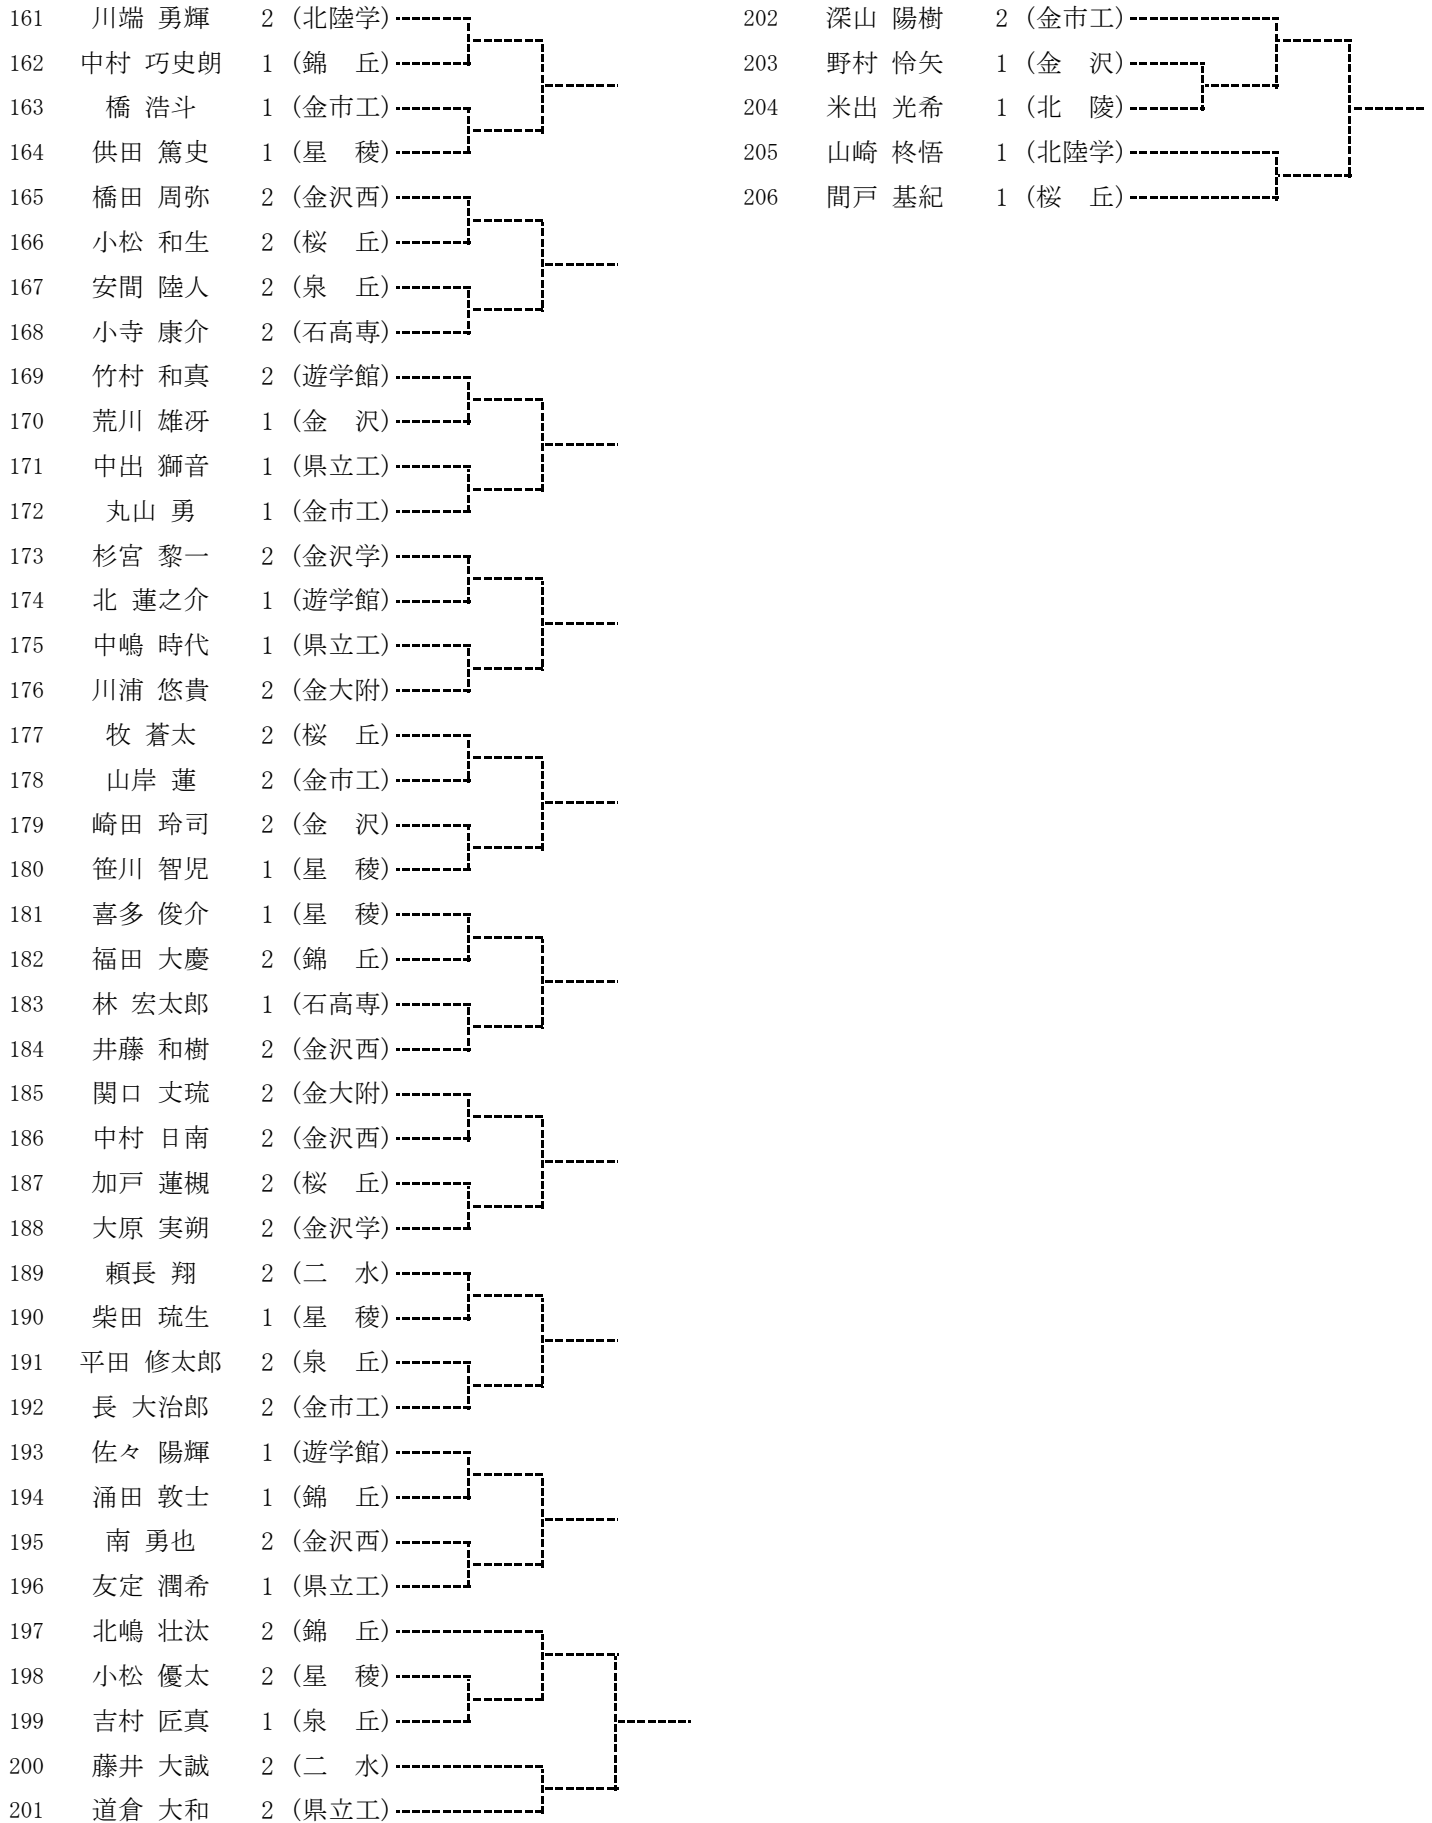 161 川端 勇輝 2 (北陸学)
162 中村 巧史朗 1 (錦 丘)
163 橋 浩斗 1 (金市工)
164 供田 篤史 1 (星 稜)
165 橋田 周弥 2 (金沢西)
166 小松 和生 2 (桜 丘)
167 安間 陸人 2 (泉 丘)
168 小寺 康介 2 (石高専)
169 竹村 和真 2 (遊学館)
170 荒川 雄冴 1 (金 沢)
171 中出 獅音 1 (県立工)
172 丸山 勇 1 (金市工)
173 杉宮 黎一 2 (金沢学)
174 北 蓮之介 1 (遊学館)
175 中嶋 時代 1 (県立工)
176 川浦 悠貴 2 (金大附)
177 牧 蒼太 2 (桜 丘)
178 山岸 蓮 2 (金市工)
179 崎田 玲司 2 (金 沢)
180 笹川 智児 1 (星 稜)
181 喜多 俊介 1 (星 稜)
182 福田 大慶 2 (錦 丘)
183 林 宏太郎 1 (石高専)
184 井藤 和樹 2 (金沢西)
185 関口 丈琉 2 (金大附)
186 中村 日南 2 (金沢西)
187 加戸 蓮槻 2 (桜 丘)
188 大原 実朔 2 (金沢学)
189 頼長 翔 2 (二 水)
190 柴田 琉生 1 (星 稜)
191 平田 修太郎 2 (泉 丘)
192 長 大治郎 2 (金市工)
193 佐々 陽輝 1 (遊学館)
194 涌田 敦士 1 (錦 丘)
195 南 勇也 2 (金沢西)
196 友定 潤希 1 (県立工)
197 北嶋 壮汰 2 (錦 丘)
198 小松 優太 2 (星 稜)
199 吉村 匠真 1 (泉 丘)
200 藤井 大誠 2 (二 水)
201 道倉 大和 2 (県立工)
202 深山 陽樹 2 (金市工)
203 野村 怜矢 1 (金 沢)
204 米出 光希 1 (北 陵)
205 山崎 柊悟 1 (北陸学)
206 間戸 基紀 1 (桜 丘)